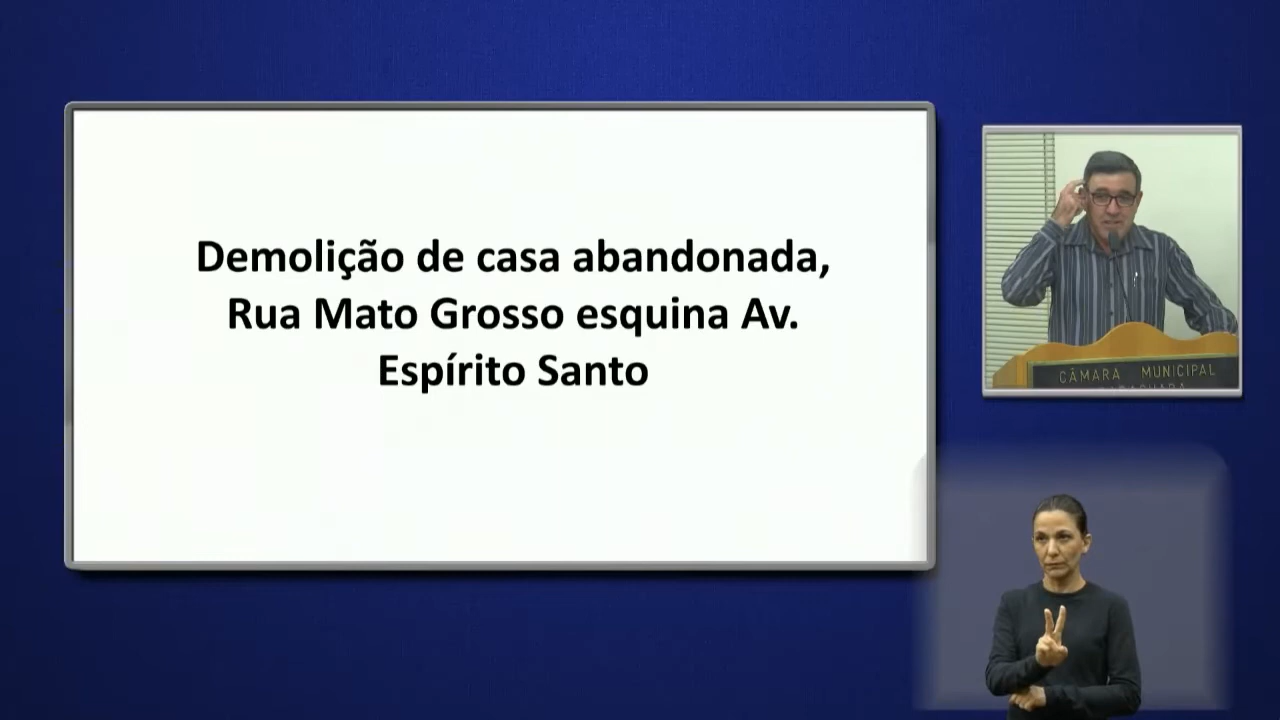 Demolição de casa abandonada,
Rua Mato Grosso esquina Av.
Espírito Santo
CÂMARA MUNICIPAL